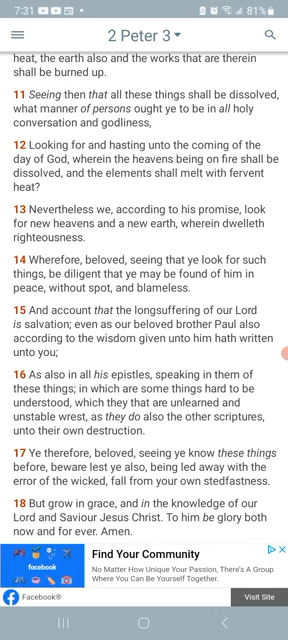 7:31
81%
2 Peter 3
heat, the earth also and the works that are therein
shall be burned up.
11 Seeing then that all these things shall be dissolved,
what manner of persons ought ye to be in all holy
conversation and godliness,
12 Looking for and hasting unto the coming of the
day of God, wherein the heavens being on fire shall be
dissolved, and the elements shall melt with fervent
heat?
13 Nevertheless we, according to his promise, look
for new heavens and a new earth, wherein dwelleth
righteousness.
14 Wherefore, beloved, seeing that ye look for such
things, be diligent that ye may be found of him in
peace, without spot, and blameless.
15 And account that the longsuffering of our Lord
is salvation; even as our beloved brother Paul also
according to the wisdom given unto him hath written
unto you;
16 As also in all his epistles, speaking in them of
these things; in which are some things hard to be
understood, which they that are unlearned and
unstable wrest, as they do also the other scriptures,
unto their own destruction.
17 Ye therefore, beloved, seeing ye know these things
before, beware lest ye also, being led away with the
error of the wicked, fall from your own stedfastness.
18 But grow in grace, and in the knowledge of our
Lord and Saviour Jesus Christ. To him be glory both
now and for ever. Amen.
facebook
Find Your Community
No Matter How Unique Your Passion, There's A Group
Where You Can Be Yourself Together.
Facebook®
Visit Site